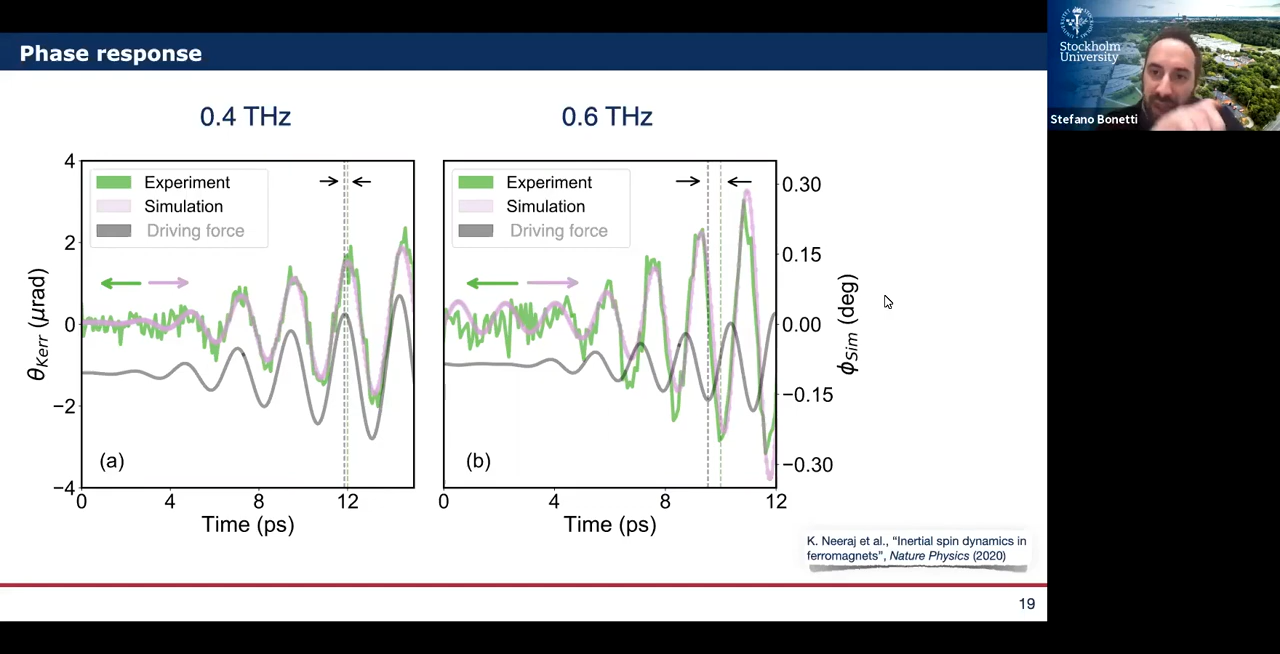 Phase response
Stockholm
University
Stefano Bonetti
0.4 THz
0.6 THz
4
2
0
−2
−4
θKerr (μrad)
Experiment
Simulation
Driving force
(a)
0
4
8
12
Time (ps)
Experiment
Simulation
Driving force
(b)
0
4
8
12
Time (ps)
0.30
0.15
0.00
−0.15
−0.30
ϕSim (deg)
K. Neeraj et al., “Inertial spin dynamics in
ferromagnets”, Nature Physics (2020)
19